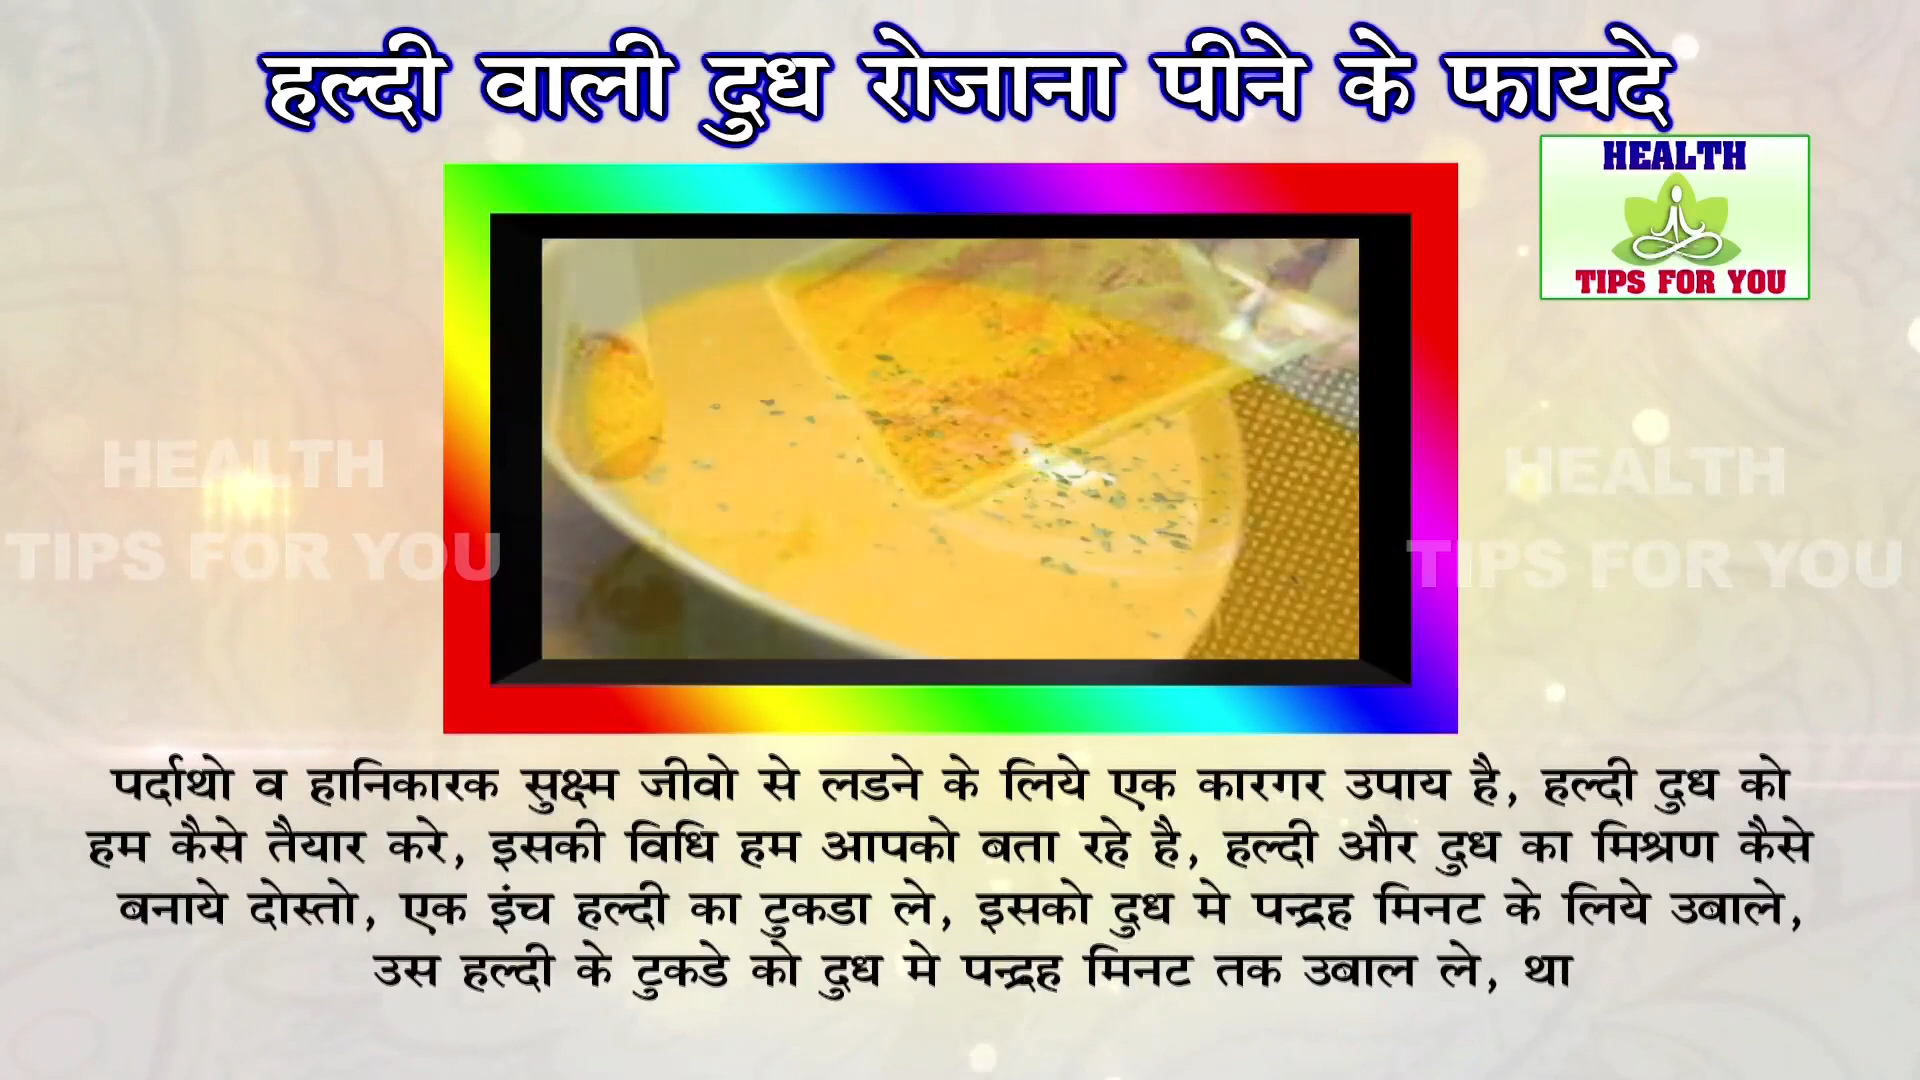 हल्दी वाली दुध रोजाना पीने के फायदे
HEALTH
TIPS FOR YOU
HEALTH
TIPS FOR YOU
HEALTH
TIPS FOR YOU
पर्दाथो व हानिकारक सुक्ष्म जीवो से लडने के लिये एक कारगर उपाय है, हल्दी दुध को
हम कैसे तैयार करे, इसकी विधि हम आपको बता रहे है, हल्दी और दुध का मिश्रण कैसे
बनाये दोस्तो, एक इंच हल्दी का टुकडा ले, इसको दुध मे पन्द्रह मिनट के लिये उबाले,
उस हल्दी के टुकडे को दुध मे पन्द्रह मिनट तक उबाल ले, था